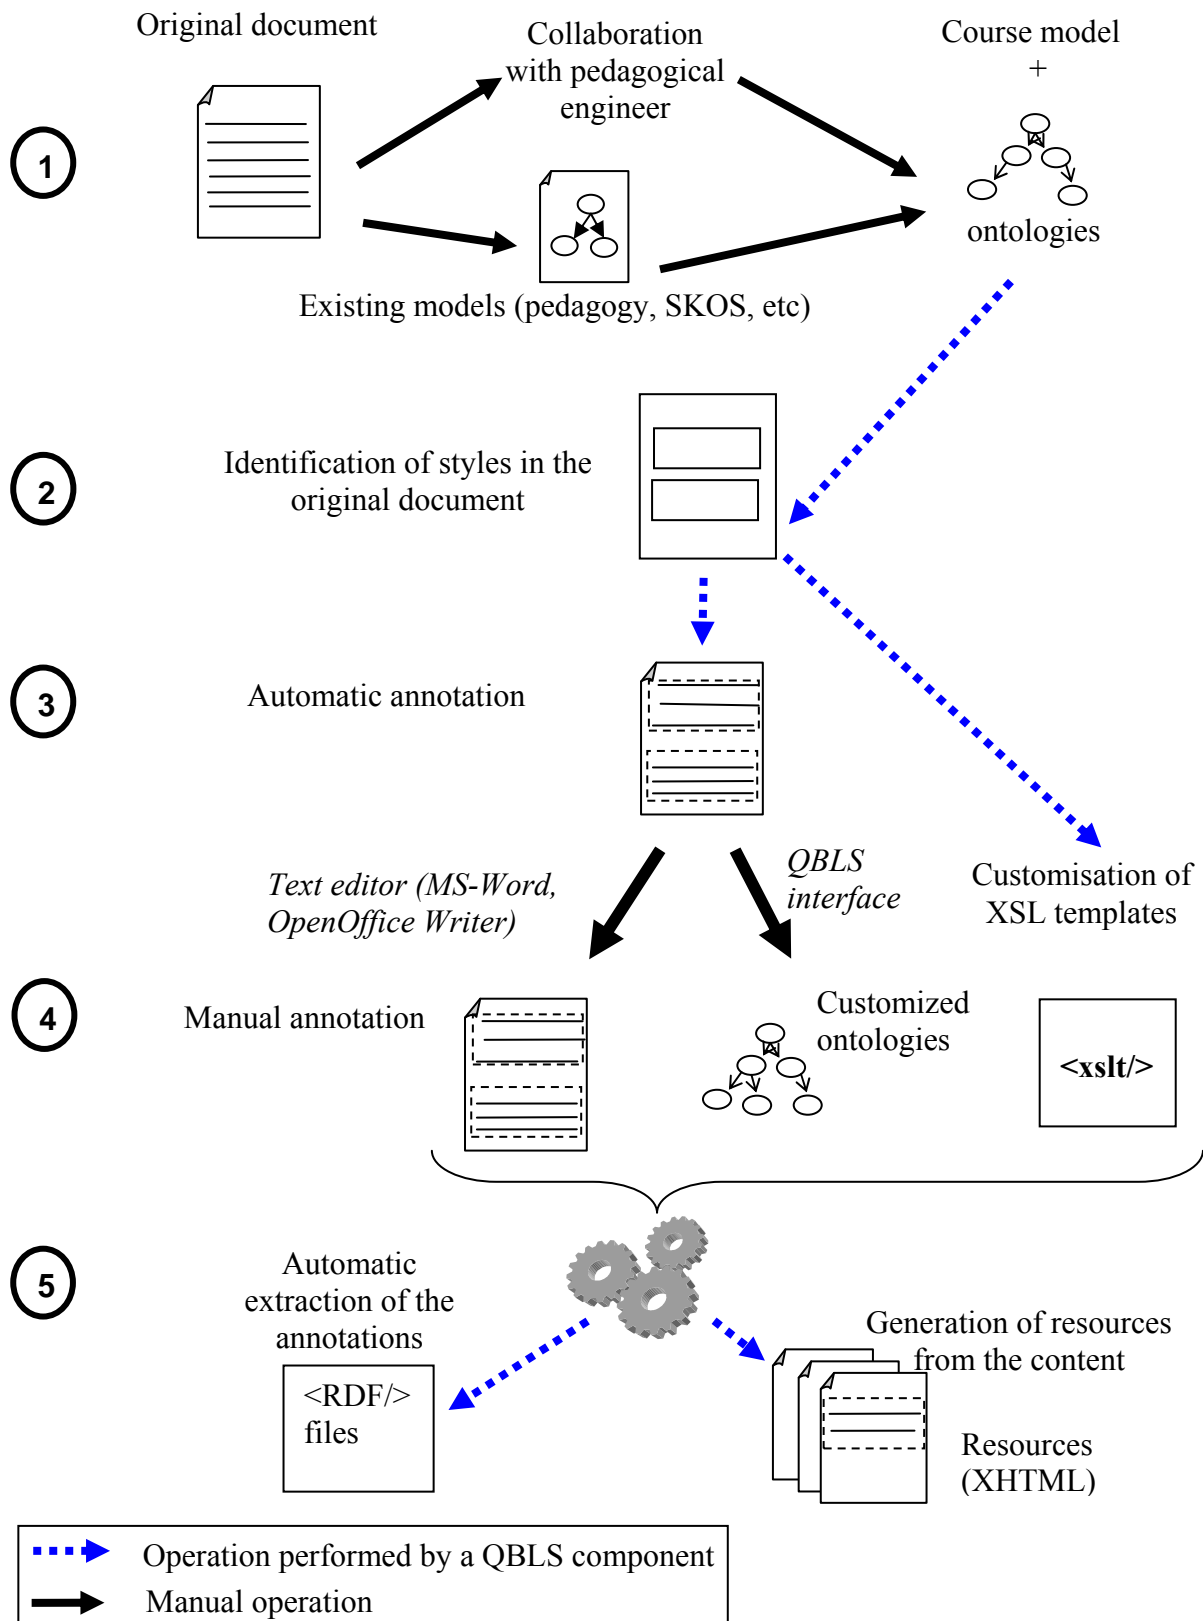 Original document
Collaboration
with pedagogical
engineer
Course model
+
1
ontologies
Existing models (pedagogy, SKOS, etc)
2
Identification of styles in the
original document
3
Automatic annotation
Text editor (MS-Word,
OpenOffice Writer)
QBLS
interface
Customisation of
XSL templates
4
Manual annotation
Customized
ontologies
<xslt/>
5
Automatic
extraction of the
annotations
<RDF/>
files
Generation of resources
from the content
Resources
(XHTML)
Operation performed by a QBLS component
Manual operation